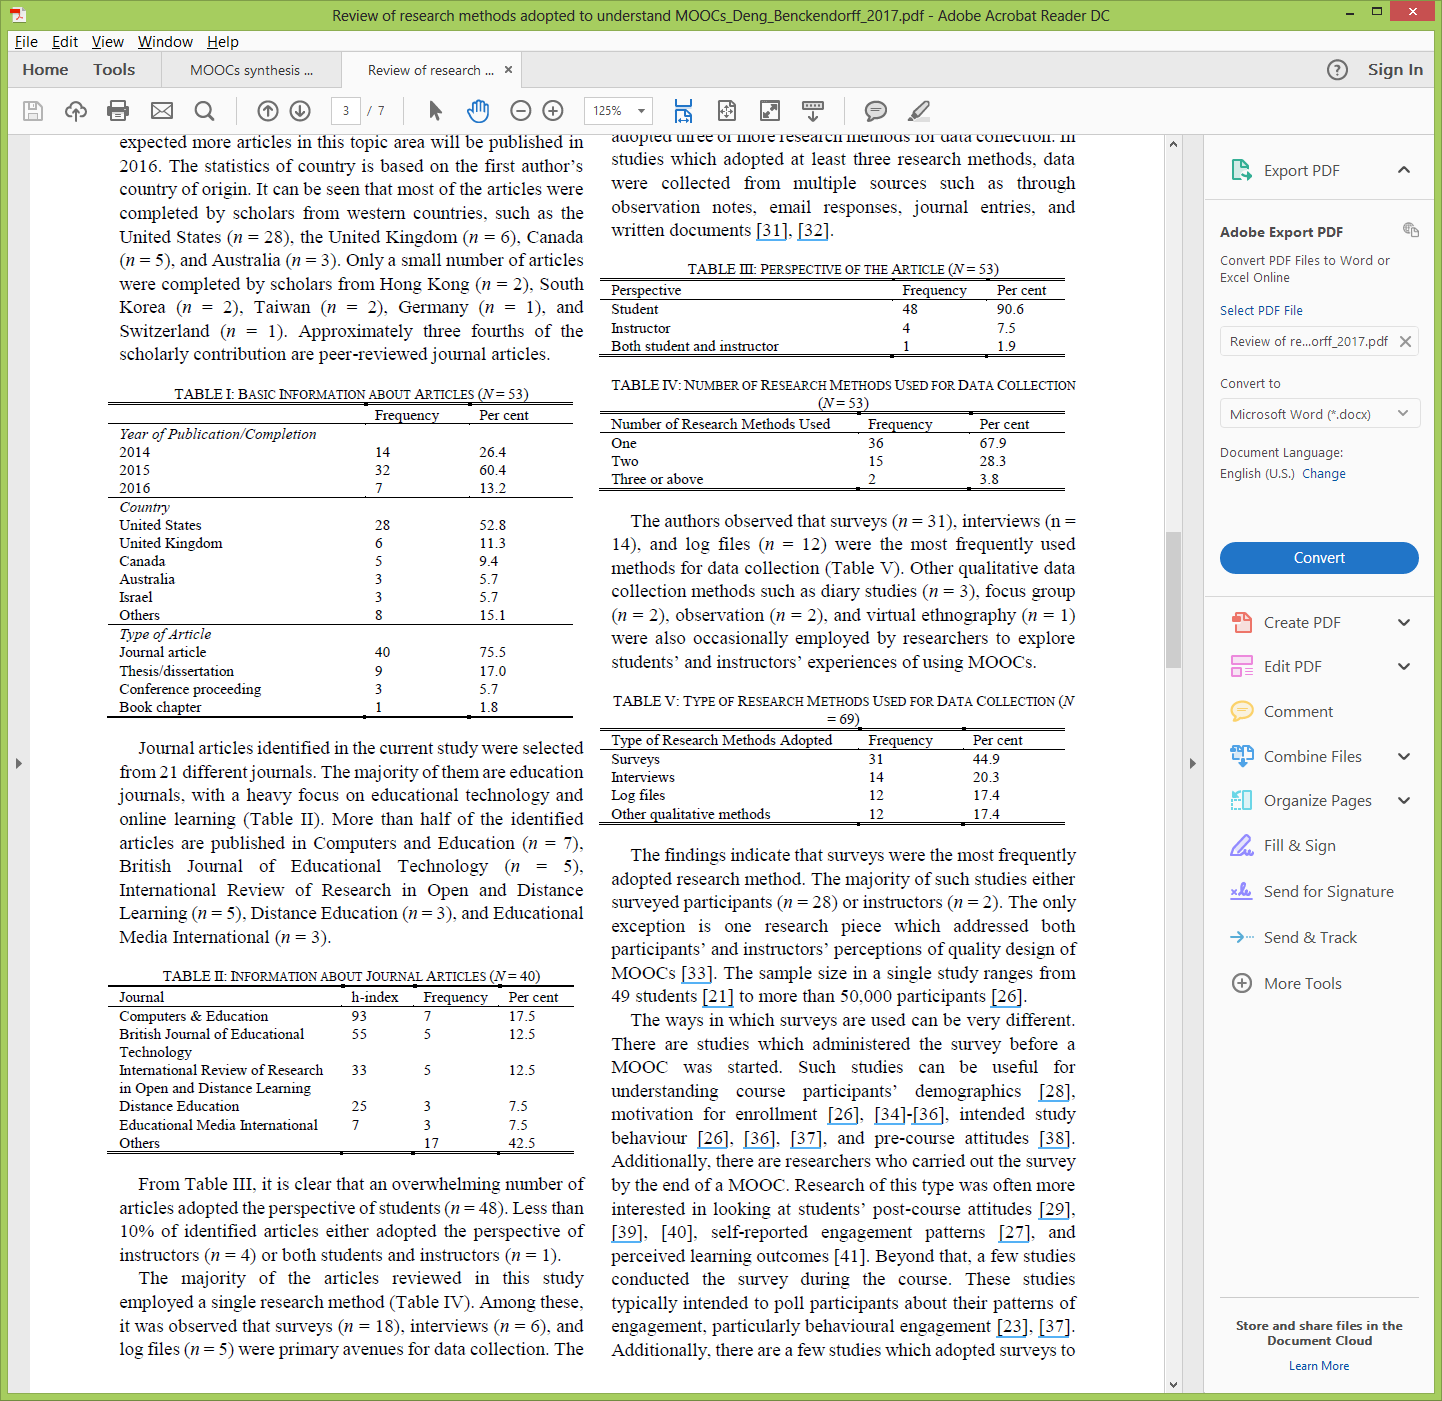 Review of research methods adopted to understand MOOCs_Deng_Benckendorff_2017.pdf - Adobe Acrobat Reader DC
File Edit View Window Help
Home Tools MOOCs synthesis ... Review of research ... × Sign In
3 / 7 125%
expected more articles in this topic area will be published in
2016. The statistics of country is based on the first author's
country of origin. It can be seen that most of the articles were
completed by scholars from western countries, such as the
United States (n = 28), the United Kingdom (n = 6), Canada
(n = 5), and Australia (n = 3). Only a small number of articles
were completed by scholars from Hong Kong (n = 2), South
Korea (n = 2), Taiwan (n = 2), Germany (n = 1), and
Switzerland (n = 1). Approximately three fourths of the
scholarly contribution are peer-reviewed journal articles.
TABLE I: BASIC INFORMATION ABOUT ARTICLES (N = 53)
Frequency Per cent
Year of Publication/Completion
2014 14 26.4
2015 32 60.4
2016 7 13.2
Country
United States 28 52.8
United Kingdom 6 11.3
Canada 5 9.4
Australia 3 5.7
Israel 3 5.7
Others 8 15.1
Type of Article
Journal article 40 75.5
Thesis/dissertation 9 17.0
Conference proceeding 3 5.7
Book chapter 1 1.8
Journal articles identified in the current study were selected
from 21 different journals. The majority of them are education
journals, with a heavy focus on educational technology and
online learning (Table II). More than half of the identified
articles are published in Computers and Education (n = 7),
British Journal of Educational Technology (n = 5),
International Review of Research in Open and Distance
Learning (n = 5), Distance Education (n = 3), and Educational
Media International (n = 3).
TABLE II: INFORMATION ABOUT JOURNAL ARTICLES (N = 40)
Journal h-index Frequency Per cent
Computers & Education 93 7 17.5
British Journal of Educational 55 5 12.5
Technology
International Review of Research 33 5 12.5
in Open and Distance Learning
Distance Education 25 3 7.5
Educational Media International 7 3 7.5
Others 17 42.5
From Table III, it is clear that an overwhelming number of
articles adopted the perspective of students (n = 48). Less than
10% of identified articles either adopted the perspective of
instructors (n = 4) or both students and instructors (n = 1).
The majority of the articles reviewed in this study
employed a single research method (Table IV). Among these,
it was observed that surveys (n = 18), interviews (n = 6), and
log files (n = 5) were primary avenues for data collection. The
adopted three or more research methods for data collection. In
studies which adopted at least three research methods, data
were collected from multiple sources such as through
observation notes, email responses, journal entries, and
written documents [31], [32].
TABLE III: PERSPECTIVE OF THE ARTICLE (N = 53)
Perspective Frequency Per cent
Student 48 90.6
Instructor 4 7.5
Both student and instructor 1 1.9
TABLE IV: NUMBER OF RESEARCH METHODS USED FOR DATA COLLECTION
(N = 53)
Number of Research Methods Used Frequency Per cent
One 36 67.9
Two 15 28.3
Three or above 2 3.8
The authors observed that surveys (n = 31), interviews (n =
14), and log files (n = 12) were the most frequently used
methods for data collection (Table V). Other qualitative data
collection methods such as diary studies (n = 3), focus group
(n = 2), observation (n = 2), and virtual ethnography (n = 1)
were also occasionally employed by researchers to explore
students' and instructors' experiences of using MOOCs.
TABLE V: TYPE OF RESEARCH METHODS USED FOR DATA COLLECTION (N
= 69)
Type of Research Methods Adopted Frequency Per cent
Surveys 31 44.9
Interviews 14 20.3
Log files 12 17.4
Other qualitative methods 12 17.4
The findings indicate that surveys were the most frequently
adopted research method. The majority of such studies either
surveyed participants (n = 28) or instructors (n = 2). The only
exception is one research piece which addressed both
participants' and instructors' perceptions of quality design of
MOOCs [33]. The sample size in a single study ranges from
49 students [21] to more than 50,000 participants [26].
The ways in which surveys are used can be very different.
There are studies which administered the survey before a
MOOC was started. Such studies can be useful for
understanding course participants' demographics [28],
motivation for enrollment [26], [34]-[36], intended study
behaviour [26], [36], [37], and pre-course attitudes [38].
Additionally, there are researchers who carried out the survey
by the end of a MOOC. Research of this type was often more
interested in looking at students' post-course attitudes [29],
[39], [40], self-reported engagement patterns [27], and
perceived learning outcomes [41]. Beyond that, a few studies
conducted the survey during the course. These studies
typically intended to poll participants about their patterns of
engagement, particularly behavioural engagement [23], [37].
Additionally, there are a few studies which adopted surveys to
Export PDF
Adobe Export PDF
Convert PDF Files to Word or
Excel Online
Select PDF File
Review of re...orff_2017.pdf
Convert to
Microsoft Word (*.docx)
Document Language:
English (U.S.) Change
Convert
Create PDF
Edit PDF
Comment
Combine Files
Organize Pages
Fill & Sign
Send for Signature
Send & Track
More Tools
Store and share files in the
Document Cloud
Learn More